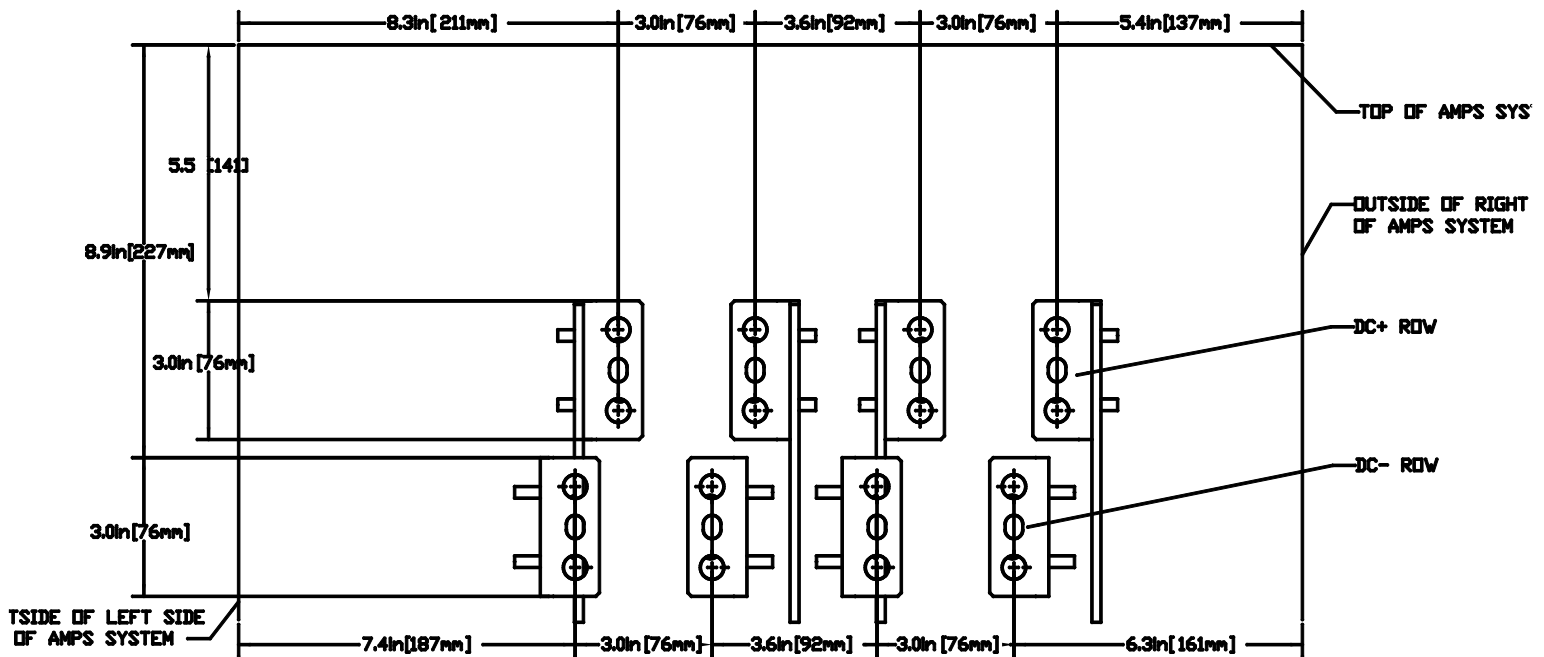 8.3in[211mm] 3.0in[76mm] 3.6in[92mm] 3.0in[76mm] 5.4in[137mm]
TOP OF AMPS SYS
5.5 [141]
OUTSIDE OF RIGHT
OF AMPS SYSTEM
8.9in[227mm]
DC+ ROW
3.0in[76mm]
DC- ROW
3.0in[76mm]
TSIDE OF LEFT SIDE
OF AMPS SYSTEM
7.4in[187mm] 3.0in[76mm] 3.6in[92mm] 3.0in[76mm] 6.3in[161mm]